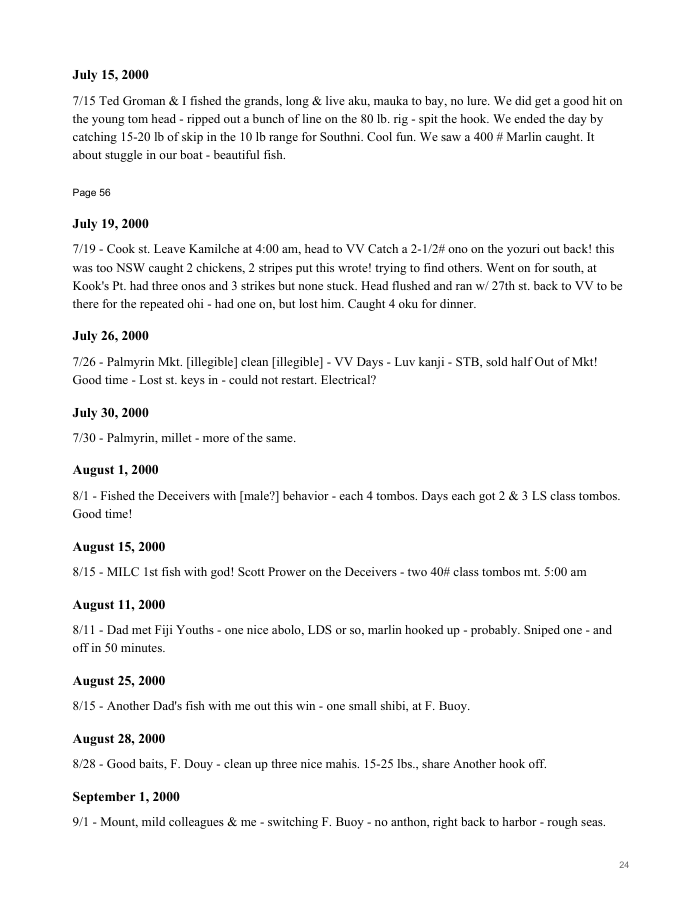 July 15, 2000
7/15 Ted Groman & I fished the grands, long & live aku, mauka to bay, no lure. We did get a good hit on
the young tom head - ripped out a bunch of line on the 80 lb. rig - spit the hook. We ended the day by
catching 15-20 lb of skip in the 10 lb range for Southni. Cool fun. We saw a 400 # Marlin caught. It
about stuggle in our boat - beautiful fish.
Page 56
July 19, 2000
7/19 - Cook st. Leave Kamilche at 4:00 am, head to VV Catch a 2-1/2# ono on the yozuri out back! this
was too NSW caught 2 chickens, 2 stripes put this wrote! trying to find others. Went on for south, at
Kook's Pt. had three onos and 3 strikes but none stuck. Head flushed and ran w/ 27th st. back to VV to be
there for the repeated ohi - had one on, but lost him. Caught 4 oku for dinner.
July 26, 2000
7/26 - Palmyrin Mkt. [illegible] clean [illegible] - VV Days - Luv kanji - STB, sold half Out of Mkt!
Good time - Lost st. keys in - could not restart. Electrical?
July 30, 2000
7/30 - Palmyrin, millet - more of the same.
August 1, 2000
8/1 - Fished the Deceivers with [male?] behavior - each 4 tombos. Days each got 2 & 3 LS class tombos.
Good time!
August 15, 2000
8/15 - MILC 1st fish with god! Scott Prower on the Deceivers - two 40# class tombos mt. 5:00 am
August 11, 2000
8/11 - Dad met Fiji Youths - one nice abolo, LDS or so, marlin hooked up - probably. Sniped one - and
off in 50 minutes.
August 25, 2000
8/15 - Another Dad's fish with me out this win - one small shibi, at F. Buoy.
August 28, 2000
8/28 - Good baits, F. Douy - clean up three nice mahis. 15-25 lbs., share Another hook off.
September 1, 2000
9/1 - Mount, mild colleagues & me - switching F. Buoy - no anthon, right back to harbor - rough seas.
24